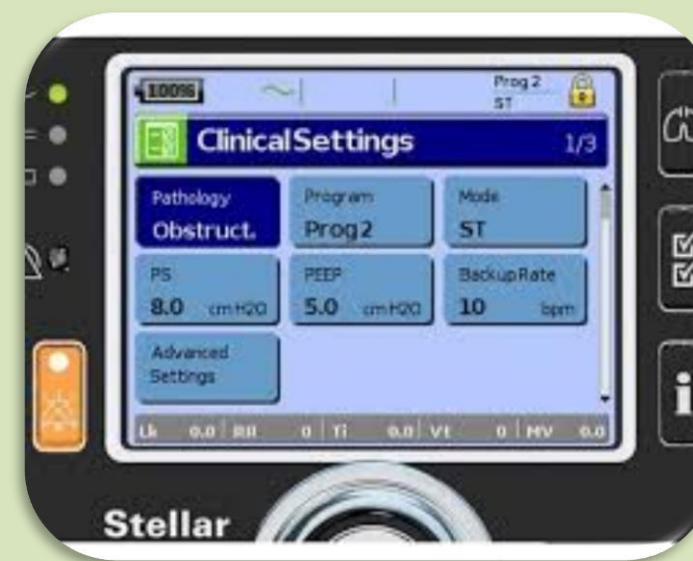 100%
Prog 2
ST
Clinical Settings 1/3
Pathology
Obstruct.
Program
Prog 2
Mode
ST
PS
8.0 cmH2O
PEEP
5.0 cmH2O
Backup Rate
10 bpm
Advanced
Settings
Lk 0.0 RR 0 Ti 0.0 Vt 0 MV 0.0
i
Stellar